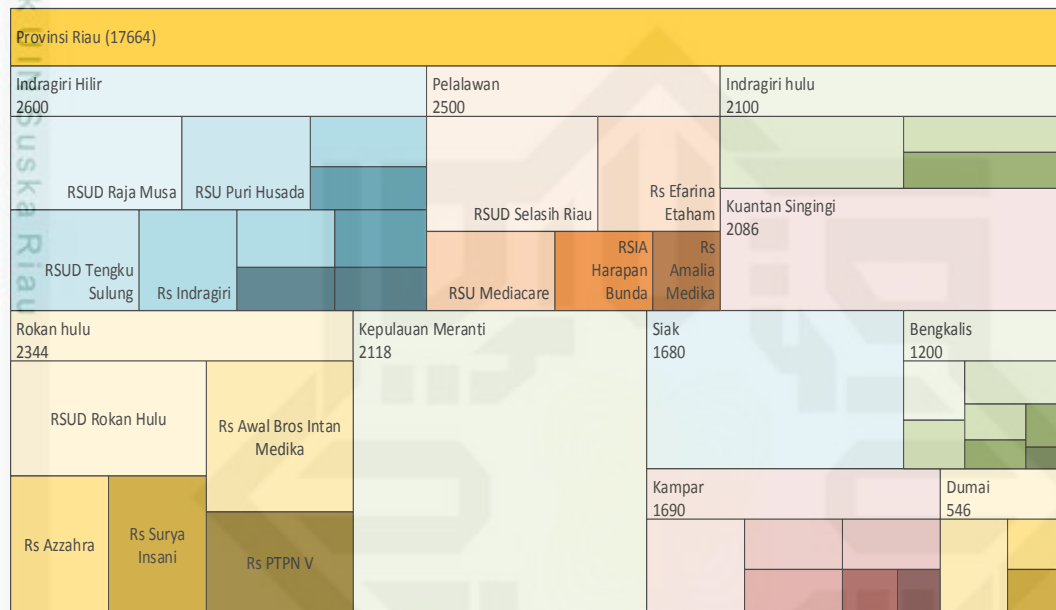 Provinsi Riau (17664)
Indragiri Hilir
2600
RSUD Raja Musa
RSU Puri Husada
RSUD Tengku
Sulung
Rs Indragiri
Pelalawan
2500
RSUD Selasih Riau
Rs Efarina
Etaham
RSU Mediacare
RSIA
Harapan
Bunda
Rs
Amalia
Medika
Indragiri hulu
2100
Kuantan Singingi
2086
Rokan hulu
2344
RSUD Rokan Hulu
Rs Awal Bros Intan
Medika
Rs Azzahra
Rs Surya
Insani
Rs PTPN V
Kepulauan Meranti
2118
Siak
1680
Bengkalis
1200
Kampar
1690
Dumai
546
k UIN Suska Riau